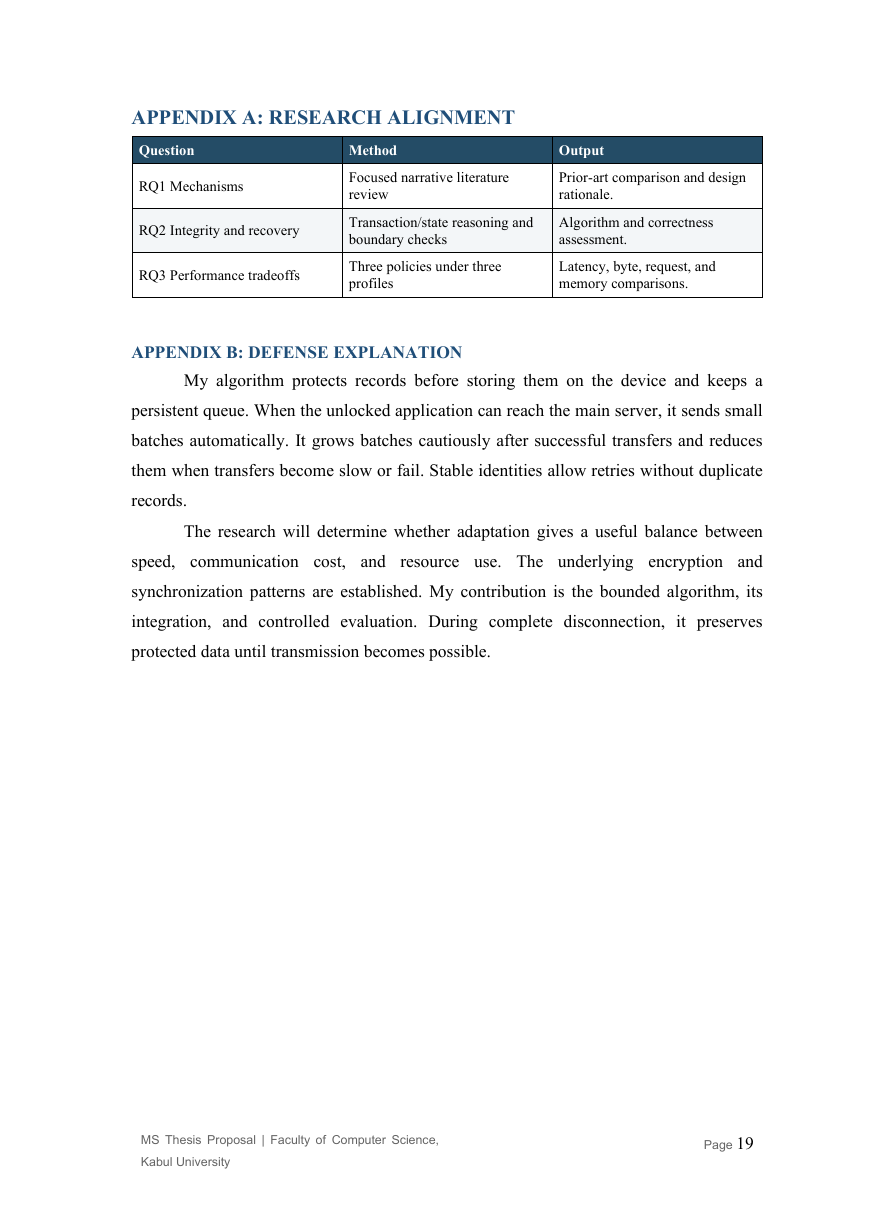 APPENDIX A: RESEARCH ALIGNMENT
Question Method Output
RQ1 Mechanisms
Focused narrative literature
review
Prior-art comparison and design
rationale.
RQ2 Integrity and recovery
Transaction/state reasoning and
boundary checks
Algorithm and correctness
assessment.
RQ3 Performance tradeoffs
Three policies under three
profiles
Latency, byte, request, and
memory comparisons.
APPENDIX B: DEFENSE EXPLANATION
My algorithm protects records before storing them on the device and keeps a
persistent queue. When the unlocked application can reach the main server, it sends small
batches automatically. It grows batches cautiously after successful transfers and reduces
them when transfers become slow or fail. Stable identities allow retries without duplicate
records.
The research will determine whether adaptation gives a useful balance between
speed, communication cost, and resource use. The underlying encryption and
synchronization patterns are established. My contribution is the bounded algorithm, its
integration, and controlled evaluation. During complete disconnection, it preserves
protected data until transmission becomes possible.
MS Thesis Proposal | Faculty of Computer Science,
Kabul University
Page 19